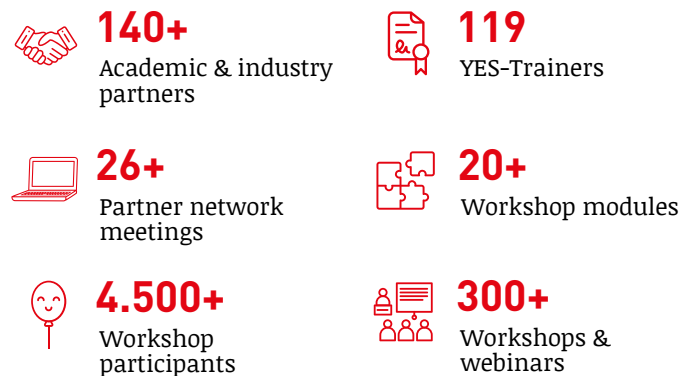 140+
Academic & industry
partners
119
YES-Trainers
26+
Partner network
meetings
20+
Workshop modules
4.500+
Workshop
participants
300+
Workshops &
webinars